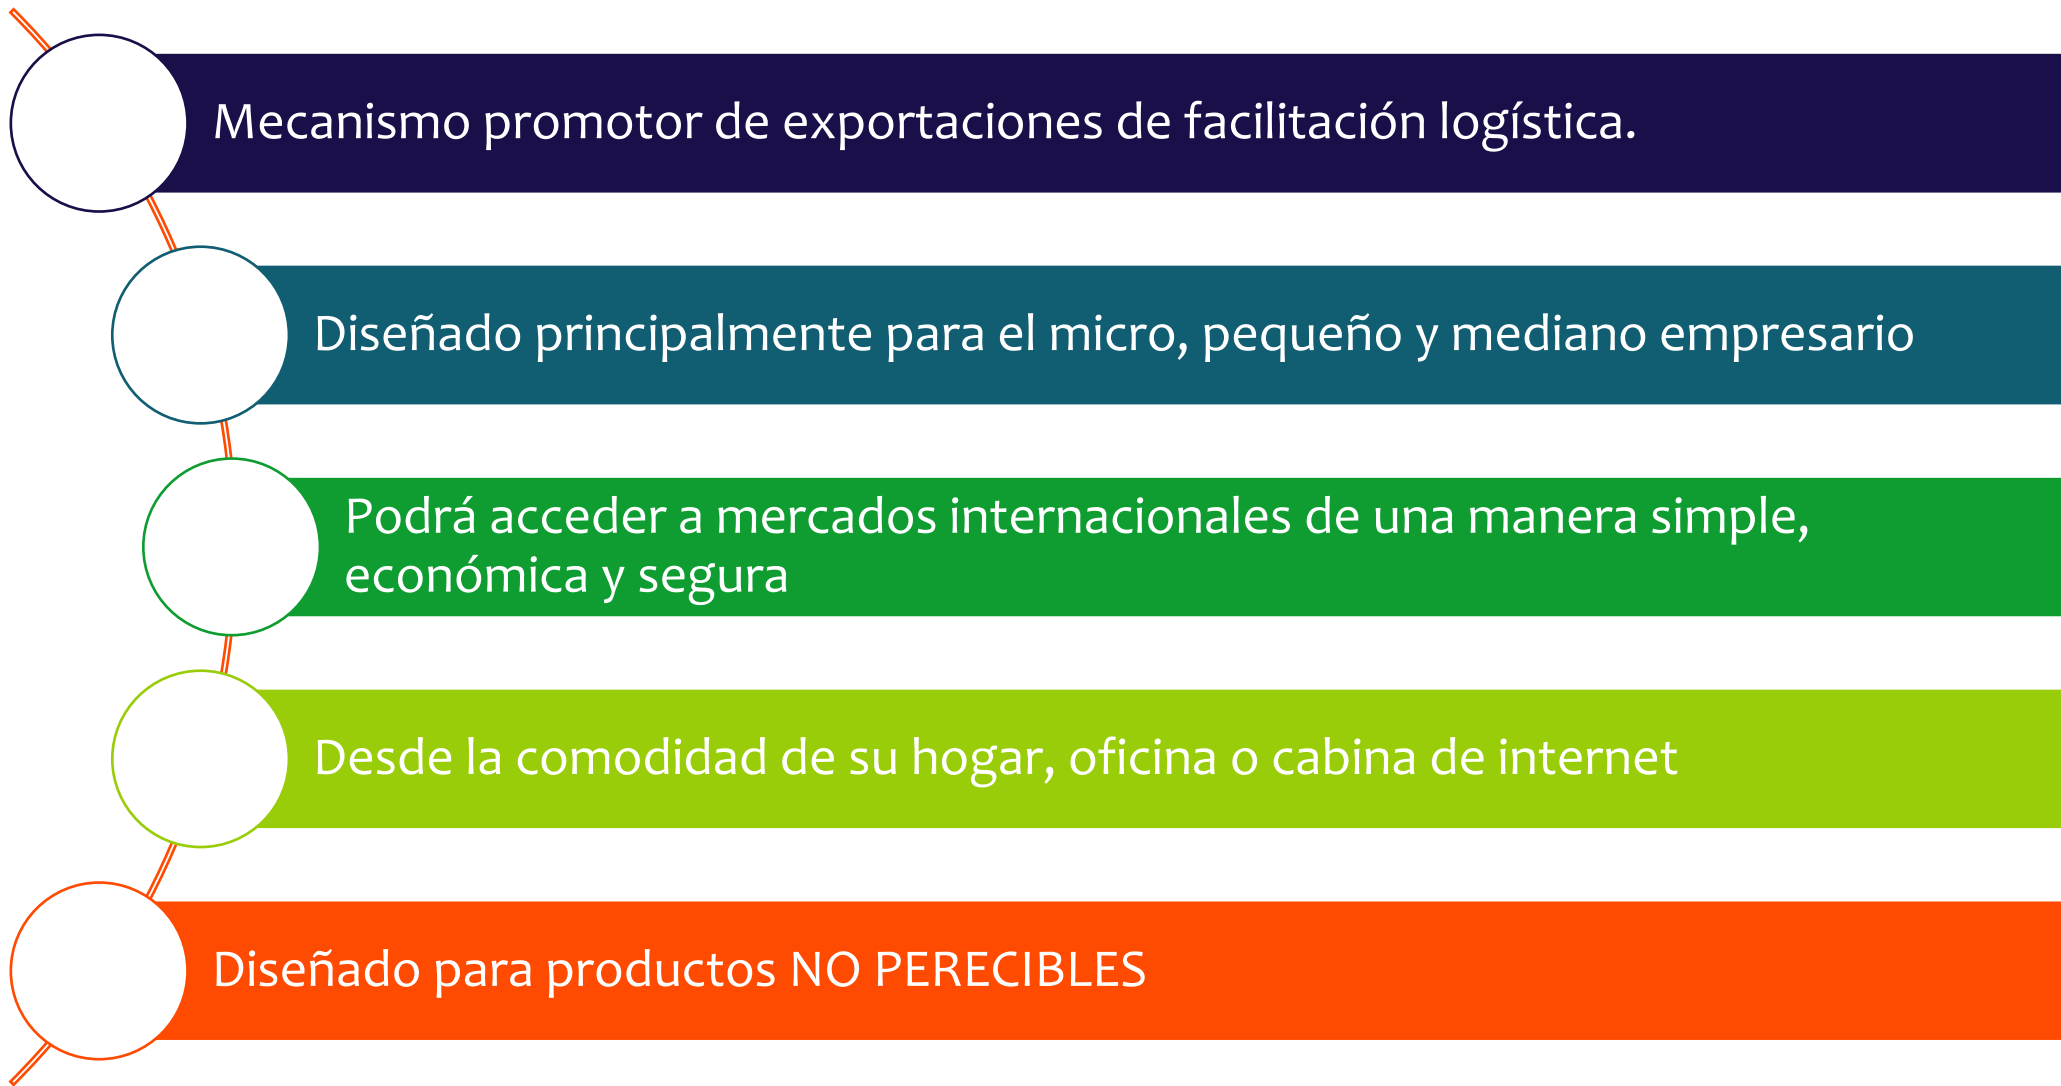 Mecanismo promotor de exportaciones de facilitación logística.
Diseñado principalmente para el micro, pequeño y mediano empresario
Podrá acceder a mercados internacionales de una manera simple,
económica y segura
Desde la comodidad de su hogar, oficina o cabina de internet
Diseñado para productos NO PERECIBLES